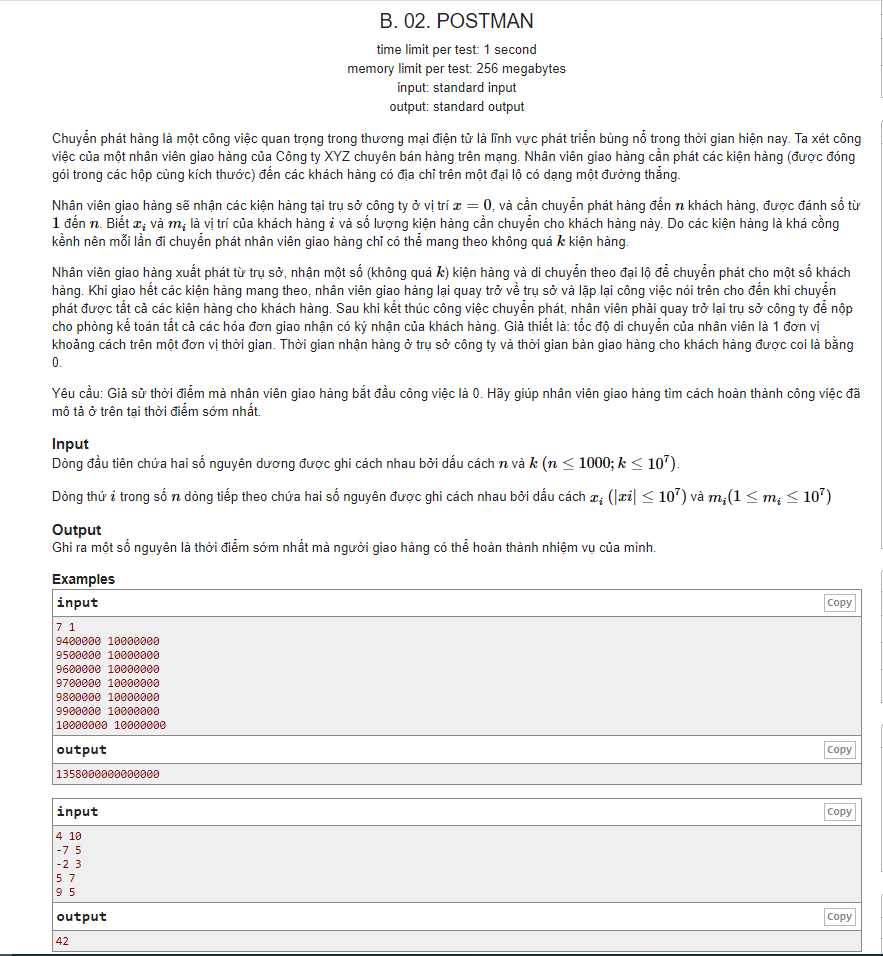 B. 02. POSTMAN
time limit per test: 1 second
memory limit per test: 256 megabytes
input: standard input
output: standard output
Chuyển phát hàng là một công việc quan trọng trong thương mại điện tử là lĩnh vực phát triển bùng nổ trong thời gian hiện nay. Ta xét công
việc của một nhân viên giao hàng của Công ty XYZ chuyên bán hàng trên mạng. Nhân viên giao hàng cần phát các kiện hàng (được đóng
gói trong các hộp cùng kích thước) đến các khách hàng có địa chỉ trên một đại lộ có dạng một đường thẳng.
Nhân viên giao hàng sẽ nhận các kiện hàng tại trụ sở công ty ở vị trí x = 0, và cần chuyển phát hàng đến n khách hàng, được đánh số từ
1 đến n. Biết x_i và m_i là vị trí của khách hàng i và số lượng kiện hàng cần chuyển cho khách hàng này. Do các kiện hàng là khá cồng
kềnh nên mỗi lần đi chuyển phát nhân viên giao hàng chỉ có thể mang theo không quá k kiện hàng.
Nhân viên giao hàng xuất phát từ trụ sở, nhận một số (không quá k) kiện hàng và di chuyển theo đại lộ để chuyển phát cho một số khách
hàng. Khi giao hết các kiện hàng mang theo, nhân viên giao hàng lại quay trở về trụ sở và lặp lại công việc nói trên cho đến khi chuyển
phát được tất cả các kiện hàng cho khách hàng. Sau khi kết thúc công việc chuyển phát, nhân viên phải quay trở lại trụ sở công ty để nộp
cho phòng kế toán tất cả các hóa đơn giao nhận có ký nhận của khách hàng. Giả thiết là: tốc độ di chuyển của nhân viên là 1 đơn vị
khoảng cách trên một đơn vị thời gian. Thời gian nhận hàng ở trụ sở công ty và thời gian bàn giao hàng cho khách hàng được coi là bằng
0.
Yêu cầu: Giả sử thời điểm mà nhân viên giao hàng bắt đầu công việc là 0. Hãy giúp nhân viên giao hàng tìm cách hoàn thành công việc đã
mô tả ở trên tại thời điểm sớm nhất.
Input
Dòng đầu tiên chứa hai số nguyên dương được ghi cách nhau bởi dấu cách n và k (n ≤ 1000; k ≤ 10^7).
Dòng thứ i trong số n dòng tiếp theo chứa hai số nguyên được ghi cách nhau bởi dấu cách x_i (|xi| ≤ 10^7) và m_i(1 ≤ m_i ≤ 10^7)
Output
Ghi ra một số nguyên là thời điểm sớm nhất mà người giao hàng có thể hoàn thành nhiệm vụ của mình.
Examples
input
Copy
7 1
9400000 10000000
9500000 10000000
9600000 10000000
9700000 10000000
9800000 10000000
9900000 10000000
10000000 10000000
output
Copy
1358000000000000
input
Copy
4 10
-7 5
-2 3
5 7
9 5
output
Copy
42